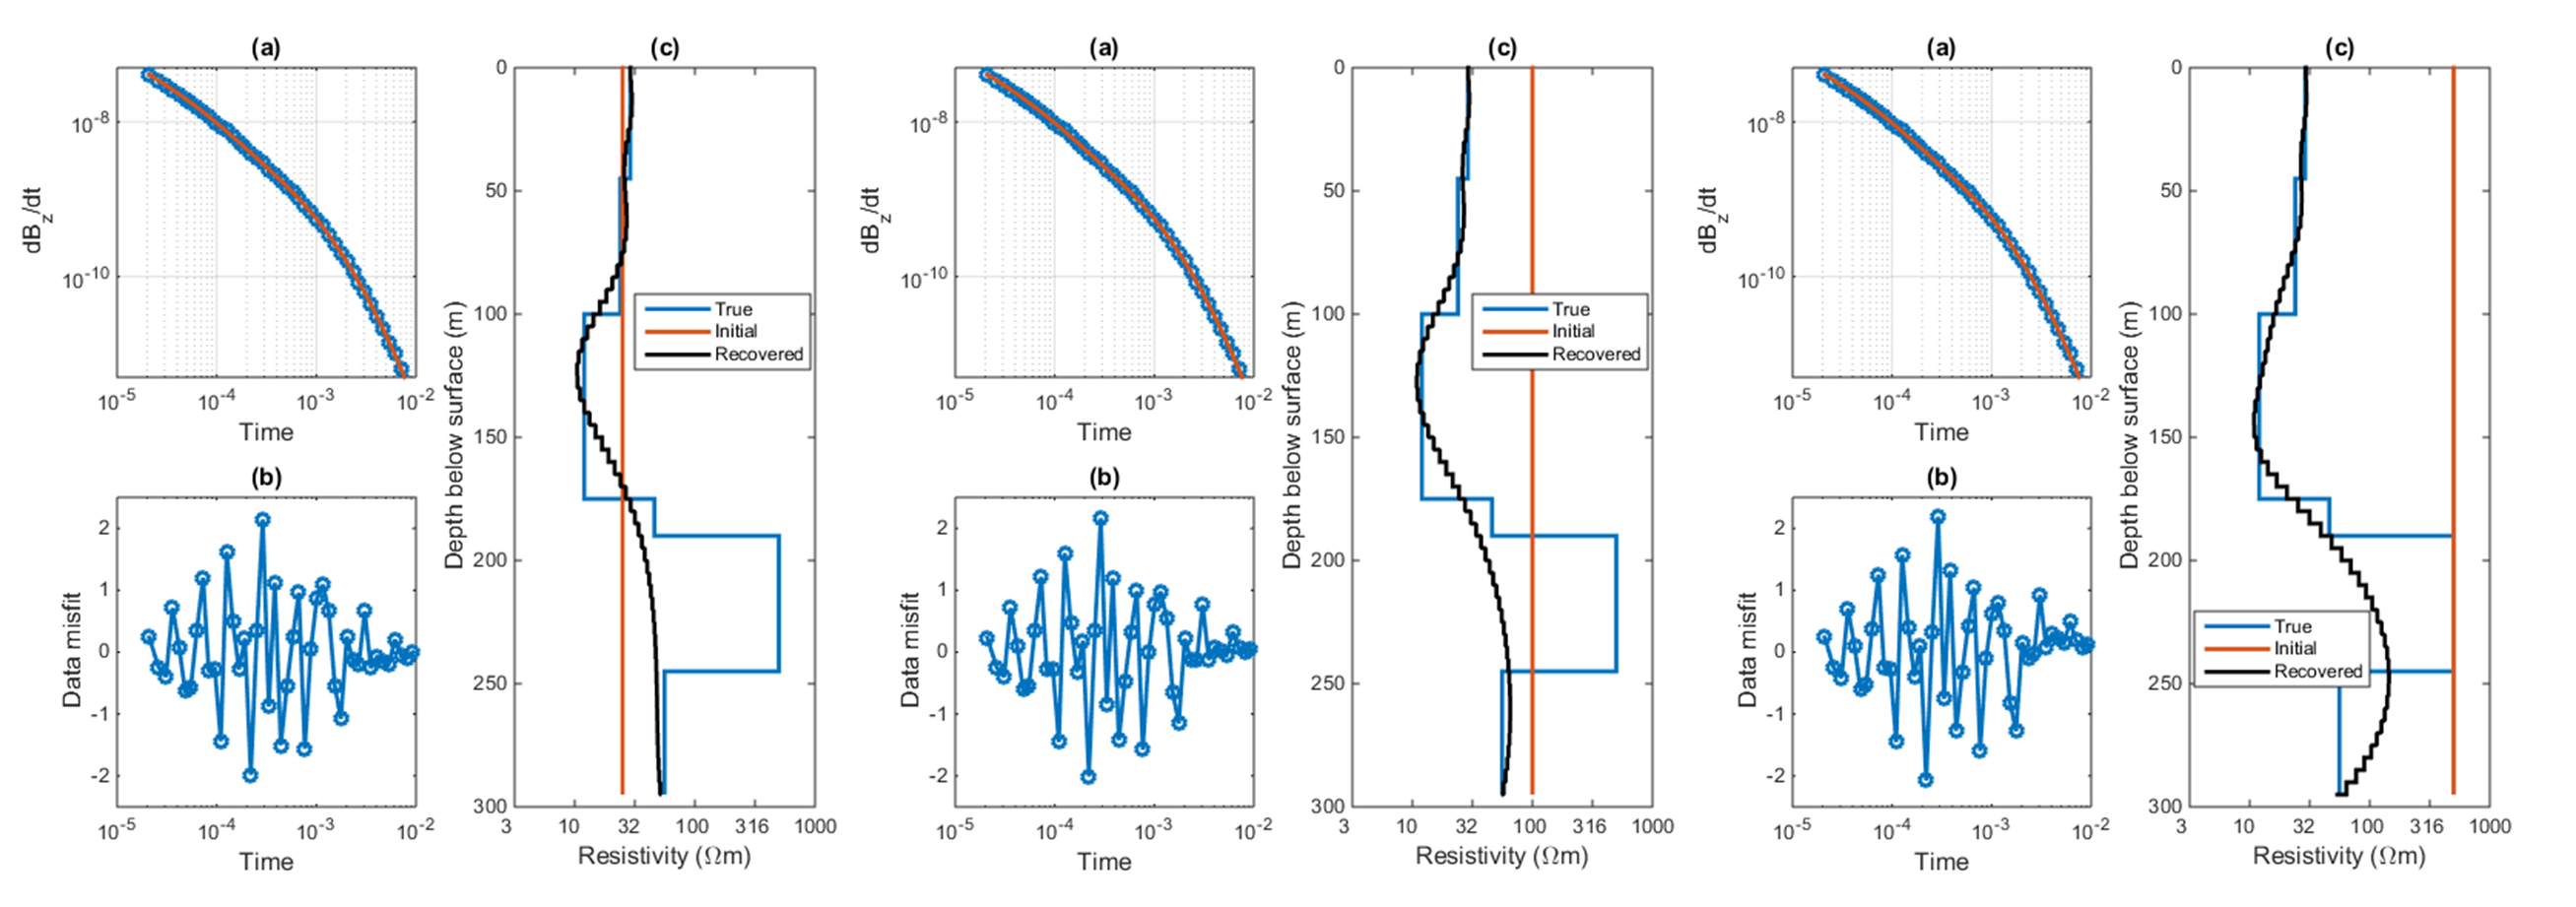 (a)
10⁻⁸
10⁻¹⁰
dB_z/dt
10⁻⁵ 10⁻⁴ 10⁻³ 10⁻²
Time
(b)
2
1
0
-1
-2
Data misfit
10⁻⁵ 10⁻⁴ 10⁻³ 10⁻²
Time
(c)
0
50
100
150
200
250
300
Depth below surface (m)
True
Initial
Recovered
3 10 32 100 316 1000
Resistivity (Ωm)
(a)
10⁻⁸
10⁻¹⁰
dB_z/dt
10⁻⁵ 10⁻⁴ 10⁻³ 10⁻²
Time
(b)
2
1
0
-1
-2
Data misfit
10⁻⁵ 10⁻⁴ 10⁻³ 10⁻²
Time
(c)
0
50
100
150
200
250
300
Depth below surface (m)
True
Initial
Recovered
3 10 32 100 316 1000
Resistivity (Ωm)
(a)
10⁻⁸
10⁻¹⁰
dB_z/dt
10⁻⁵ 10⁻⁴ 10⁻³ 10⁻²
Time
(b)
2
1
0
-1
-2
Data misfit
10⁻⁵ 10⁻⁴ 10⁻³ 10⁻²
Time
(c)
0
50
100
150
200
250
300
Depth below surface (m)
True
Initial
Recovered
3 10 32 100 316 1000
Resistivity (Ωm)